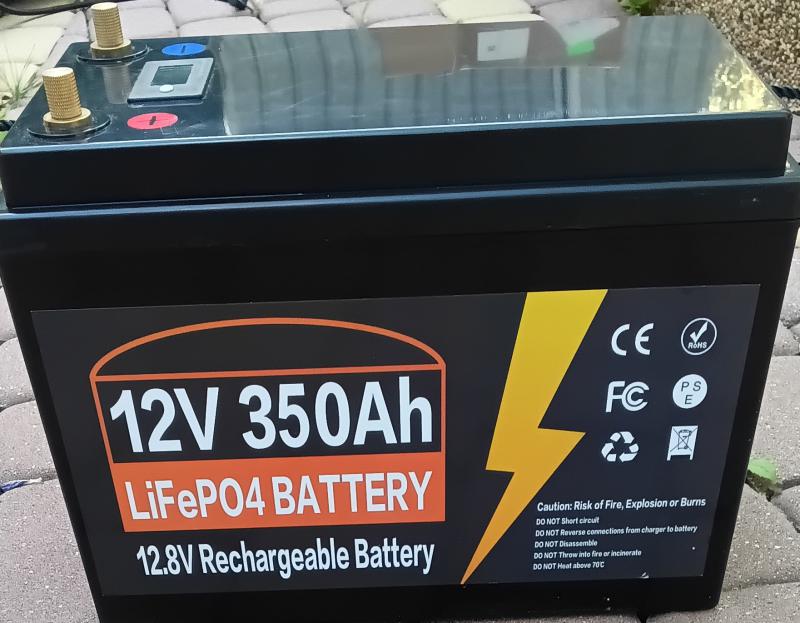 12V 350Ah
LiFePO4 BATTERY
12.8V Rechargeable Battery
CE
RoHS
FC
PSE
Caution: Risk of Fire, Explosion or Burns
DO NOT Short circuit
DO NOT Reverse connections from charger to battery
DO NOT Disassemble
DO NOT Throw into fire or incinerate
DO NOT Heat above 70℃